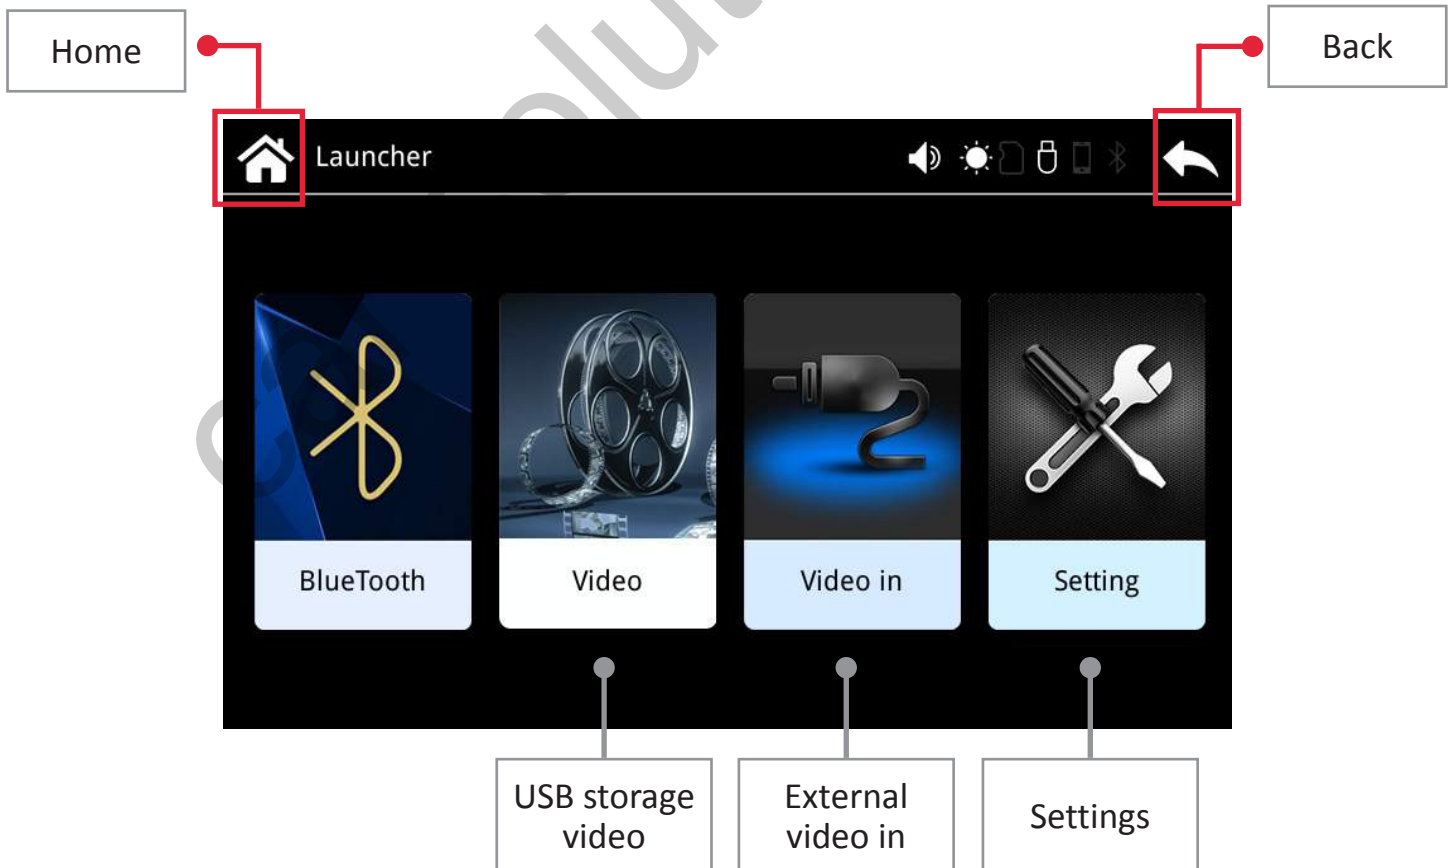 Home
Back
Launcher
BlueTooth
Video
Video in
Setting
USB storage
video
External
video in
Settings